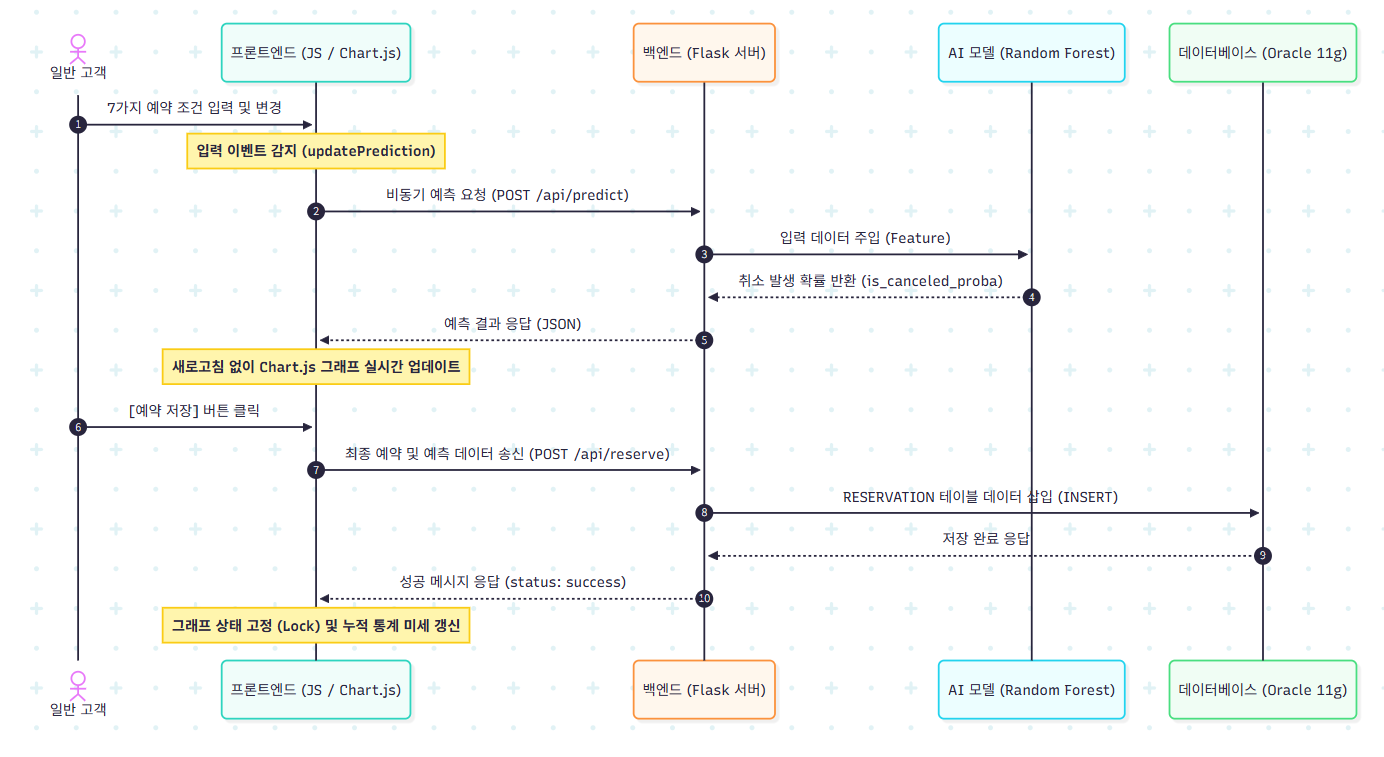 일반 고객
프론트엔드 (JS / Chart.js)
백엔드 (Flask 서버)
AI 모델 (Random Forest)
데이터베이스 (Oracle 11g)
1
7가지 예약 조건 입력 및 변경
입력 이벤트 감지 (updatePrediction)
2
비동기 예측 요청 (POST /api/predict)
3
입력 데이터 주입 (Feature)
4
취소 발생 확률 반환 (is_canceled_proba)
5
예측 결과 응답 (JSON)
새로고침 없이 Chart.js 그래프 실시간 업데이트
6
[예약 저장] 버튼 클릭
7
최종 예약 및 예측 데이터 송신 (POST /api/reserve)
8
RESERVATION 테이블 데이터 삽입 (INSERT)
9
저장 완료 응답
10
성공 메시지 응답 (status: success)
그래프 상태 고정 (Lock) 및 누적 통계 미세 갱신
일반 고객
프론트엔드 (JS / Chart.js)
백엔드 (Flask 서버)
AI 모델 (Random Forest)
데이터베이스 (Oracle 11g)